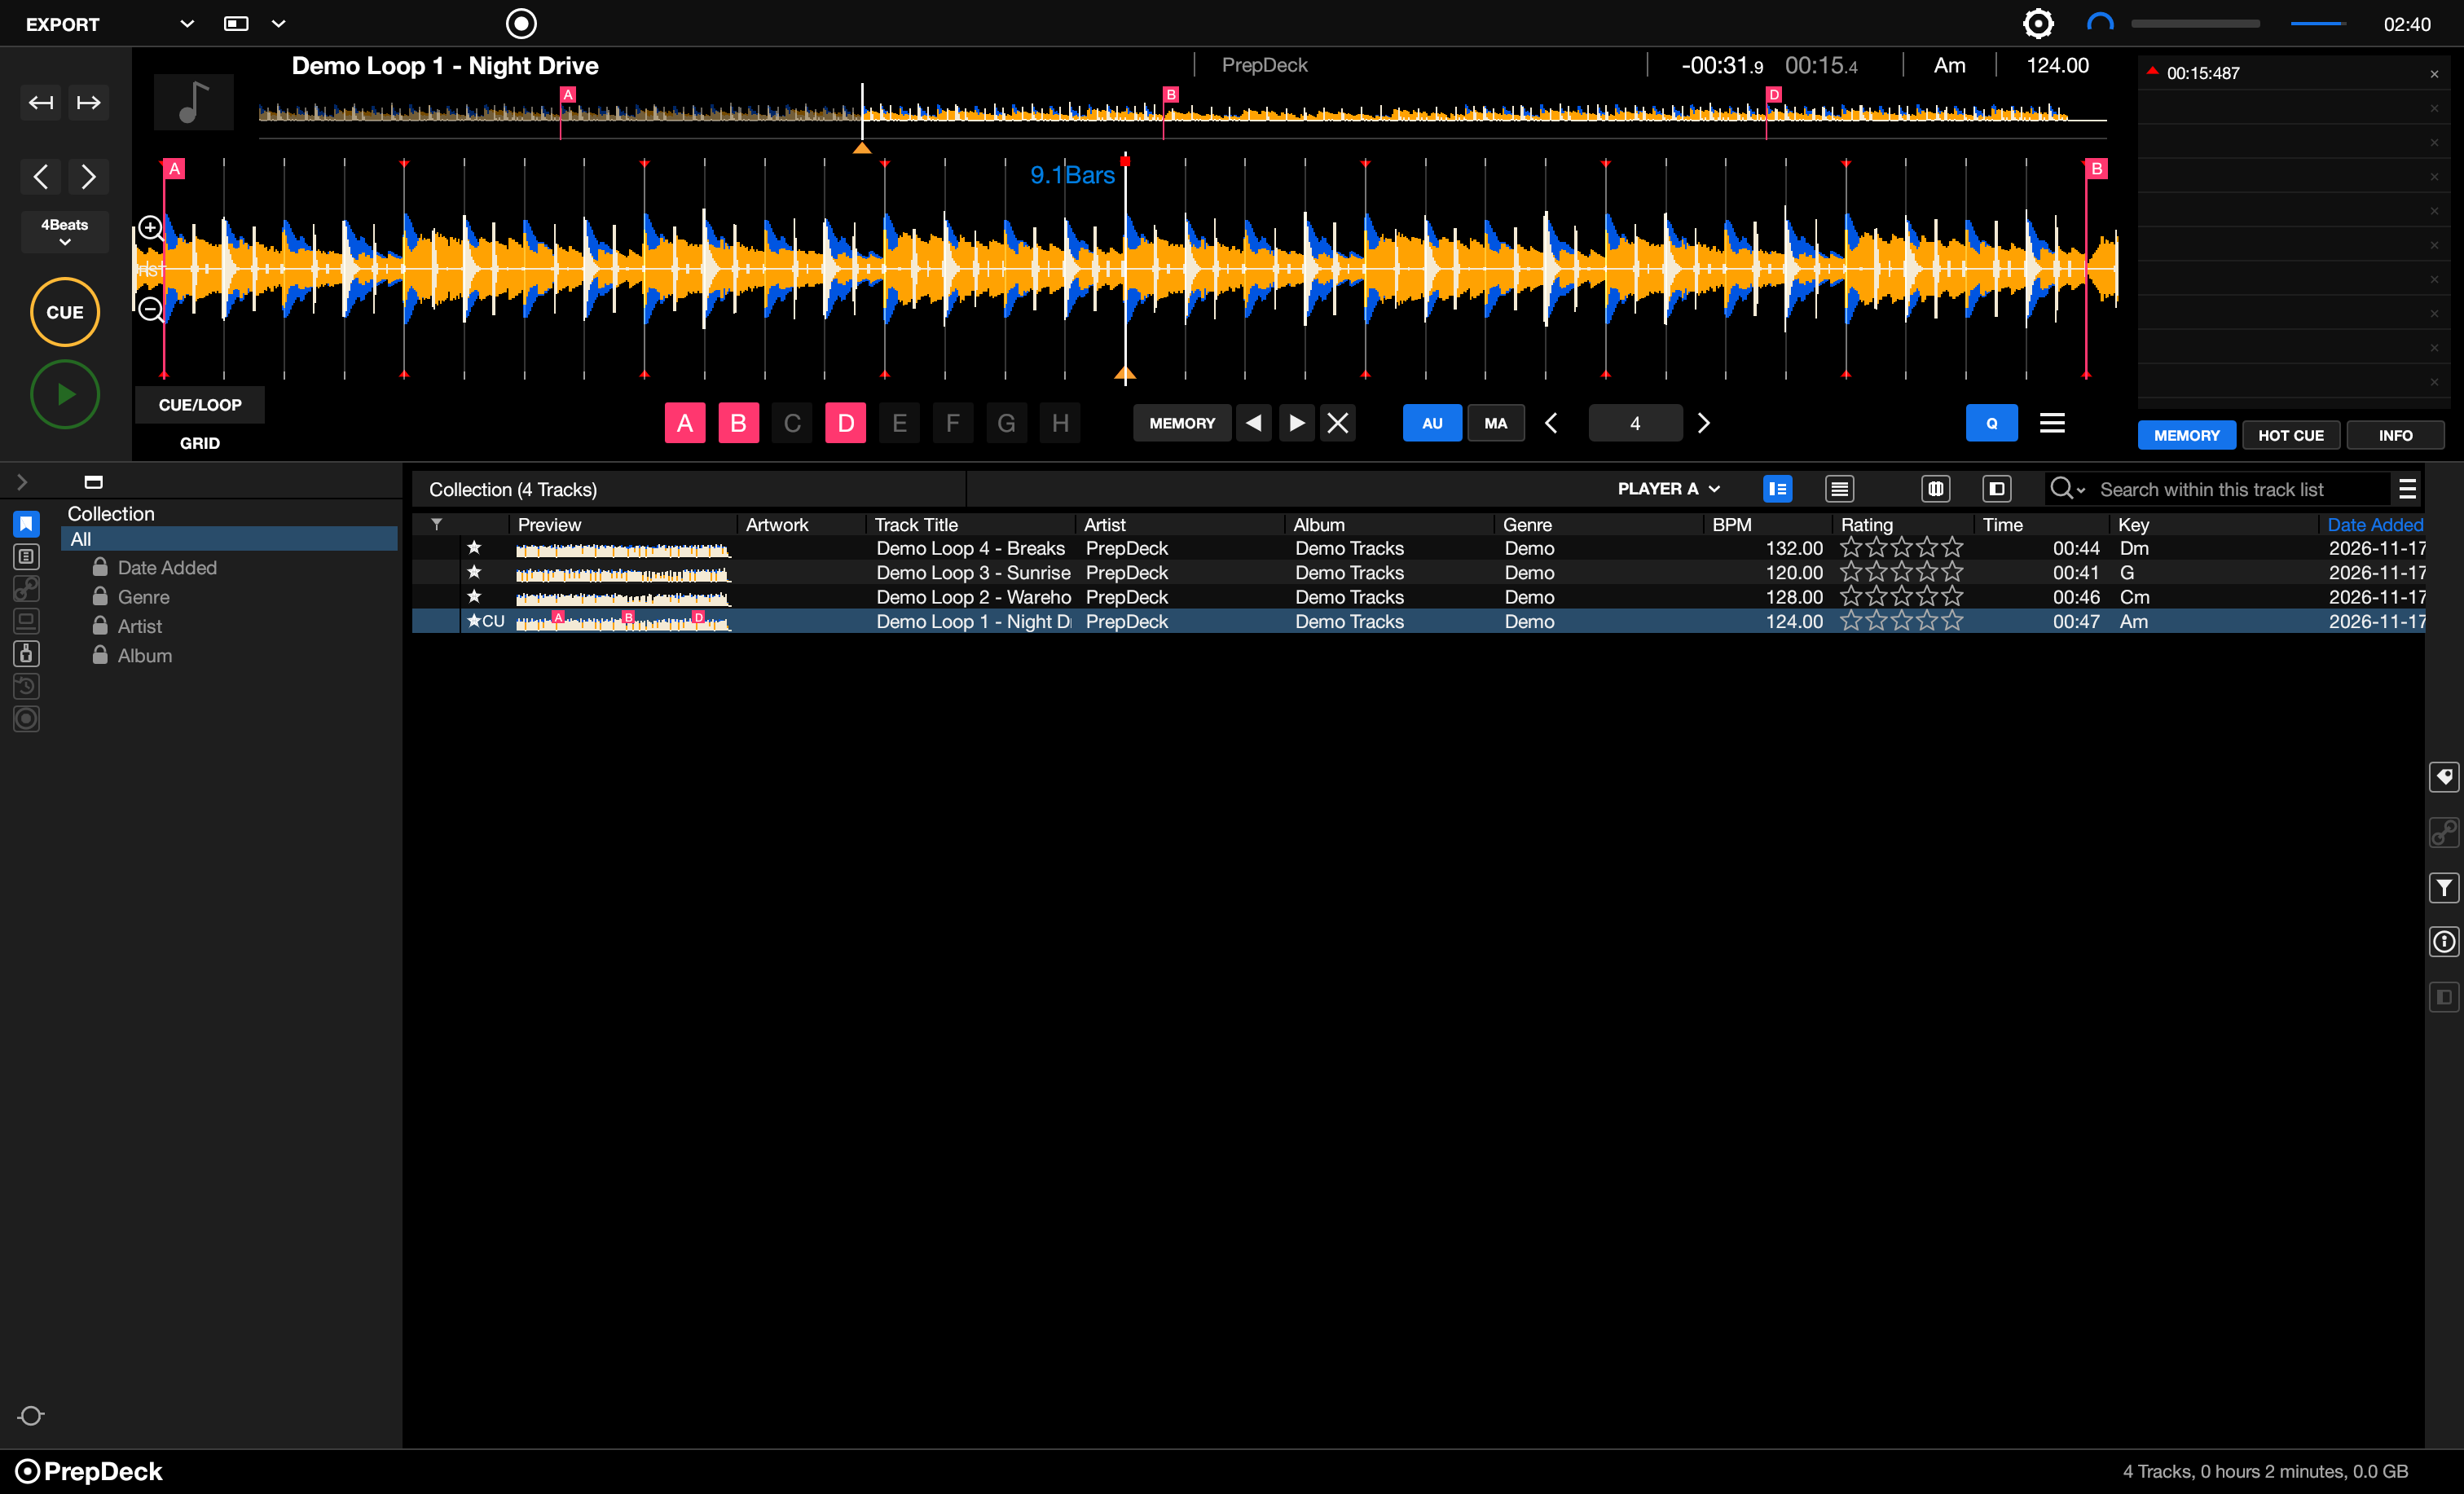 EXPORT
02:40
Demo Loop 1 - Night Drive
PrepDeck
-00:31.9 00:15.4
Am
124.00
A
B
D
00:15:487
A
9.1Bars
B
4Beats
RST
CUE
CUE/LOOP
GRID
A B C D E F G H
MEMORY
AU
MA
4
Q
MEMORY
HOT CUE
INFO
Collection (4 Tracks)
PLAYER A
Search within this track list
Collection
All
Date Added
Genre
Artist
Album
Preview Artwork Track Title Artist Album Genre BPM Rating Time Key Date Added
Demo Loop 4 - Breaks PrepDeck Demo Tracks Demo 132.00 00:44 Dm 2026-11-17
Demo Loop 3 - Sunrise PrepDeck Demo Tracks Demo 120.00 00:41 G 2026-11-17
Demo Loop 2 - Wareho PrepDeck Demo Tracks Demo 128.00 00:46 Cm 2026-11-17
CU A B D Demo Loop 1 - Night D PrepDeck Demo Tracks Demo 124.00 00:47 Am 2026-11-17
PrepDeck
4 Tracks, 0 hours 2 minutes, 0.0 GB